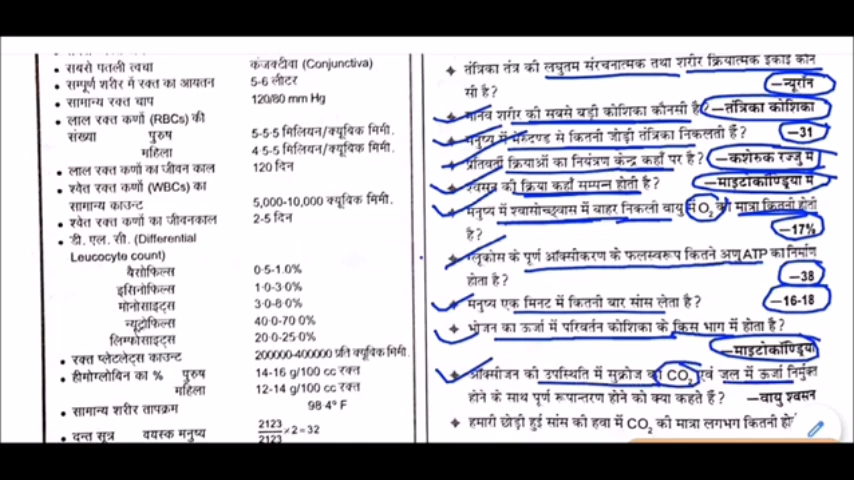 • सबसे पतली त्वचा कंजक्टीवा (Conjunctiva)
• सम्पूर्ण शरीर में रक्त का आयतन 5-6 लीटर
• सामान्य रक्त चाप 120/80 mm Hg
• लाल रक्त कणों (RBCs) की
संख्या पुरुष 5-5·5 मिलियन/क्यूबिक मिमी.
महिला 4·5-5 मिलियन/क्यूबिक मिमी.
• लाल रक्त कणों का जीवन काल 120 दिन
• श्वेत रक्त कणों (WBCs) का
सामान्य काउन्ट 5,000-10,000 क्यूबिक मिमी.
• श्वेत रक्त कणों का जीवनकाल 2-5 दिन
• डी. एल. सी. (Differential
Leucocyte count)
बैसोफिल्स 0·5-1.0%
इसिनोफिल्स 1·0-3·0%
मोनोसाइट्स 3·0-8·0%
न्यूट्रोफिल्स 40·0-70·0%
लिम्फोसाइट्स 20·0-25·0%
• रक्त प्लेटलेट्स काउन्ट 200000-400000 प्रति क्यूबिक मिमी.
• हीमोग्लोबिन का % पुरुष 14-16 g/100 cc रक्त
महिला 12-14 g/100 cc रक्त
• सामान्य शरीर तापक्रम 98·4° F
• दन्त सूत्र वयस्क मनुष्य 2123/2123 ×2=32
तंत्रिका तंत्र की लघुतम संरचनात्मक तथा शरीर क्रियात्मक इकाई कौन
सी है? –न्यूरॉन
मानव शरीर की सबसे बड़ी कोशिका कौनसी है? –तंत्रिका कोशिका
मनुष्य में मेरुदण्ड से कितनी जोड़ी तंत्रिका निकलती हैं? –31
प्रतिवर्ती क्रियाओं का नियंत्रण केन्द्र कहाँ पर है? –कशेरुक रज्जु में
श्वसन की क्रिया कहाँ सम्पन्न होती है? –माइटोकॉण्ड्रिया में
मनुष्य में श्वासोच्छ्वास में बाहर निकली वायु में O₂ की मात्रा कितनी होती
है? –17%
ग्लूकोस के पूर्ण ऑक्सीकरण के फलस्वरूप कितने अणु ATP का निर्माण
होता है? –38
मनुष्य एक मिनट में कितनी बार सांस लेता है? –16-18
भोजन का ऊर्जा में परिवर्तन कोशिका के किस भाग में होता है?
–माइटोकॉण्ड्रिया
ऑक्सीजन की उपस्थिति में सुक्रोज का CO₂ एवं जल में ऊर्जा निर्मुक्त
होने के साथ पूर्ण रूपान्तरण होने को क्या कहते हैं? –वायु श्वसन
हमारी छोड़ी हुई सांस की हवा में CO₂ की मात्रा लगभग कितनी